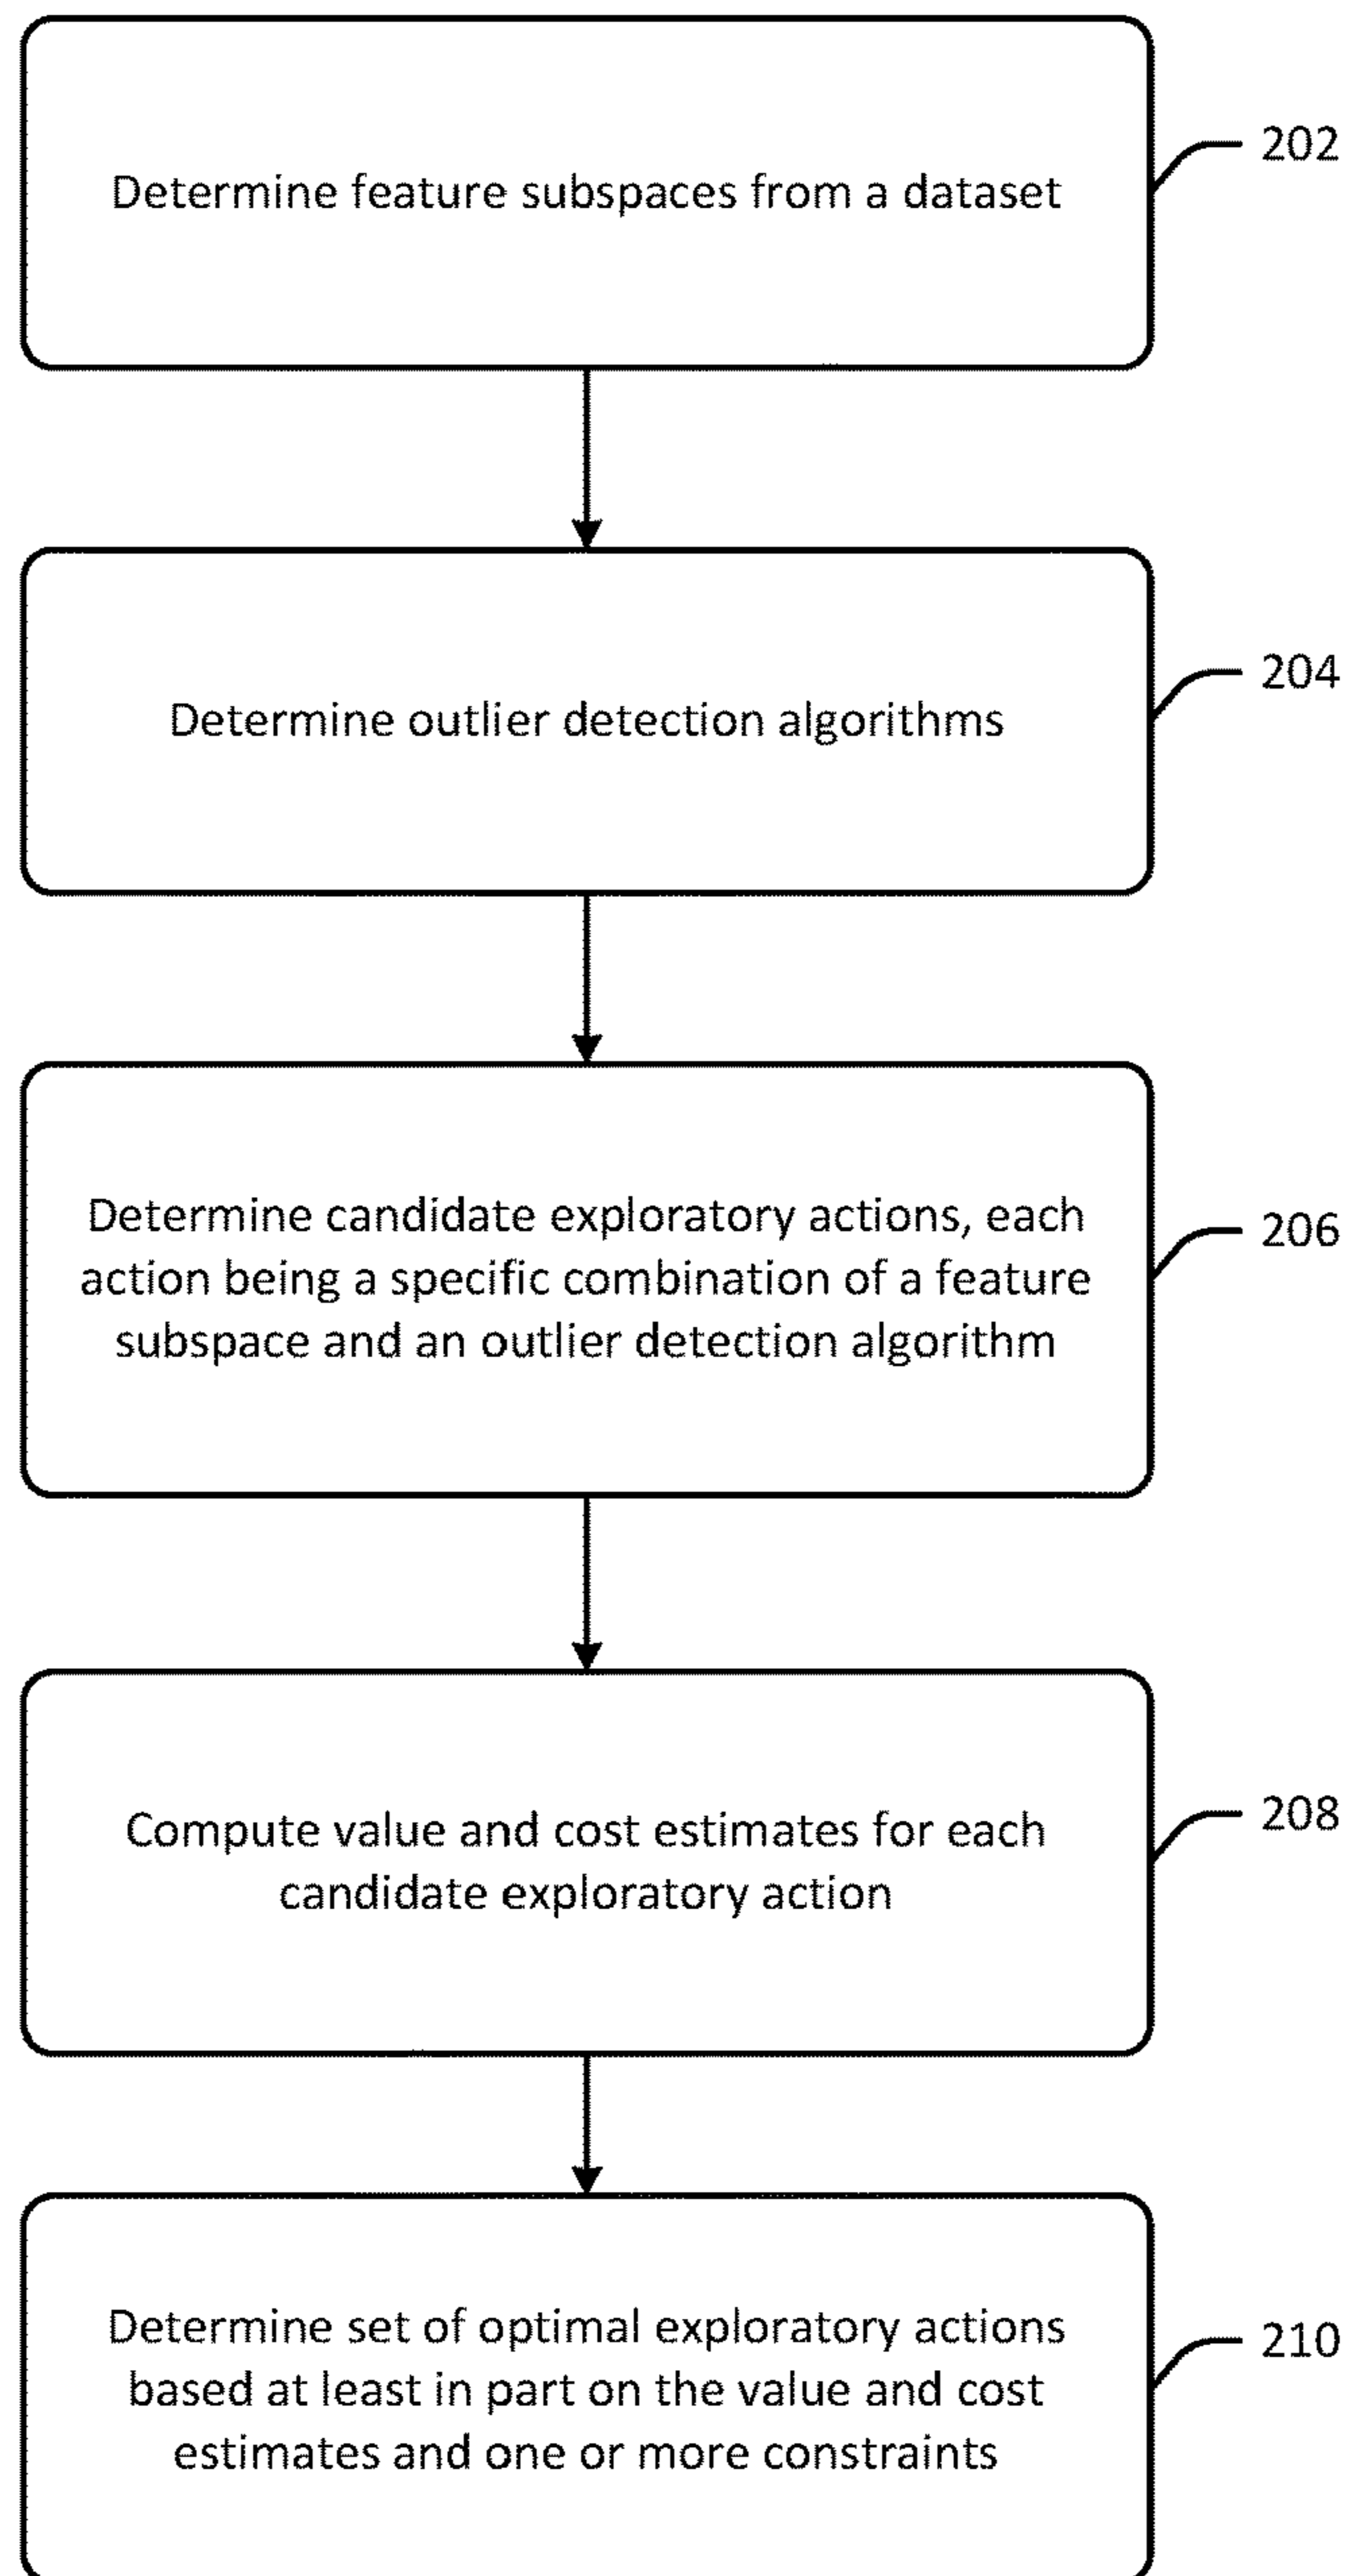 Determine feature subspaces from a dataset
202
Determine outlier detection algorithms
204
Determine candidate exploratory actions, each
action being a specific combination of a feature
subspace and an outlier detection algorithm
206
Compute value and cost estimates for each
candidate exploratory action
208
Determine set of optimal exploratory actions
based at least in part on the value and cost
estimates and one or more constraints
210